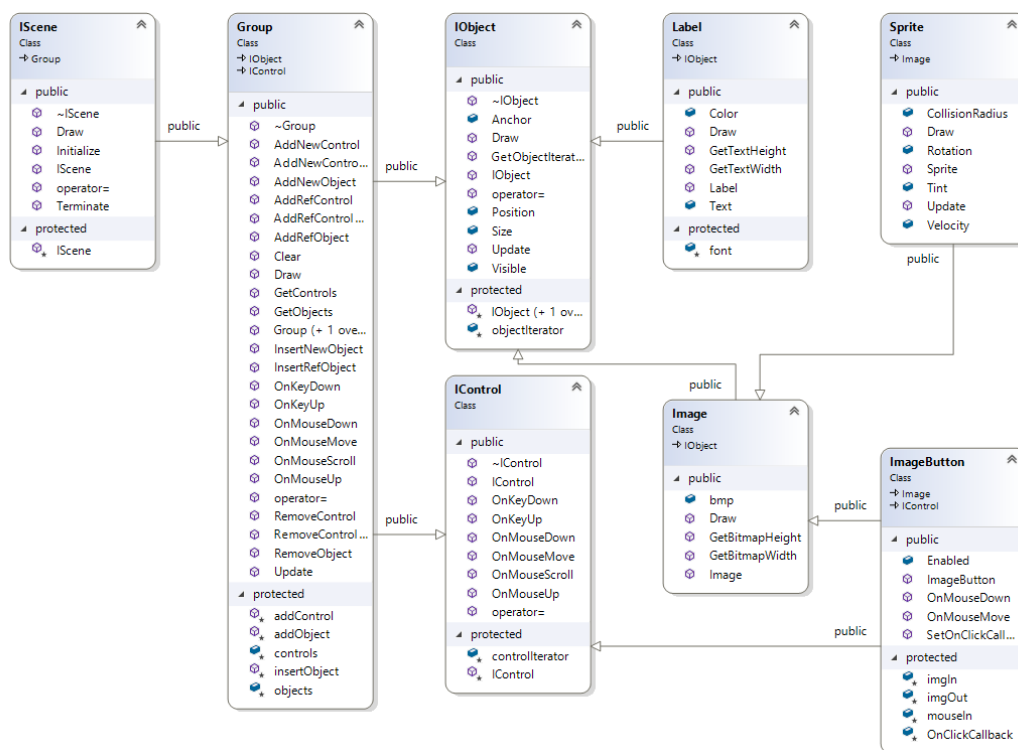 IScene
Class
Group
public
~IScene
Draw
Initialize
IScene
operator=
Terminate
protected
IScene
public
Group
Class
IObject
IControl
public
~Group
AddNewControl
AddNewContro...
AddNewObject
AddRefControl
AddRefControl...
AddRefObject
Clear
Draw
GetControls
GetObjects
Group (+ 1 ove...
InsertNewObject
InsertRefObject
OnKeyDown
OnKeyUp
OnMouseDown
OnMouseMove
OnMouseScroll
OnMouseUp
operator=
RemoveControl
RemoveControl...
RemoveObject
Update
protected
addControl
addObject
controls
insertObject
objects
public
public
IObject
Class
public
~IObject
Anchor
Draw
GetObjectIterat...
IObject
operator=
Position
Size
Update
Visible
protected
IObject (+ 1 ov...
objectIterator
public
IControl
Class
public
~IControl
IControl
OnKeyDown
OnKeyUp
OnMouseDown
OnMouseMove
OnMouseScroll
OnMouseUp
operator=
protected
controlIterator
IControl
Label
Class
IObject
public
Color
Draw
GetTextHeight
GetTextWidth
Label
Text
protected
font
public
Image
Class
IObject
public
bmp
Draw
GetBitmapHeight
GetBitmapWidth
Image
Sprite
Class
Image
public
CollisionRadius
Draw
Rotation
Sprite
Tint
Update
Velocity
public
ImageButton
Class
Image
IControl
public
Enabled
ImageButton
OnMouseDown
OnMouseMove
SetOnClickCall...
protected
imgIn
imgOut
mouseIn
OnClickCallback
public
public